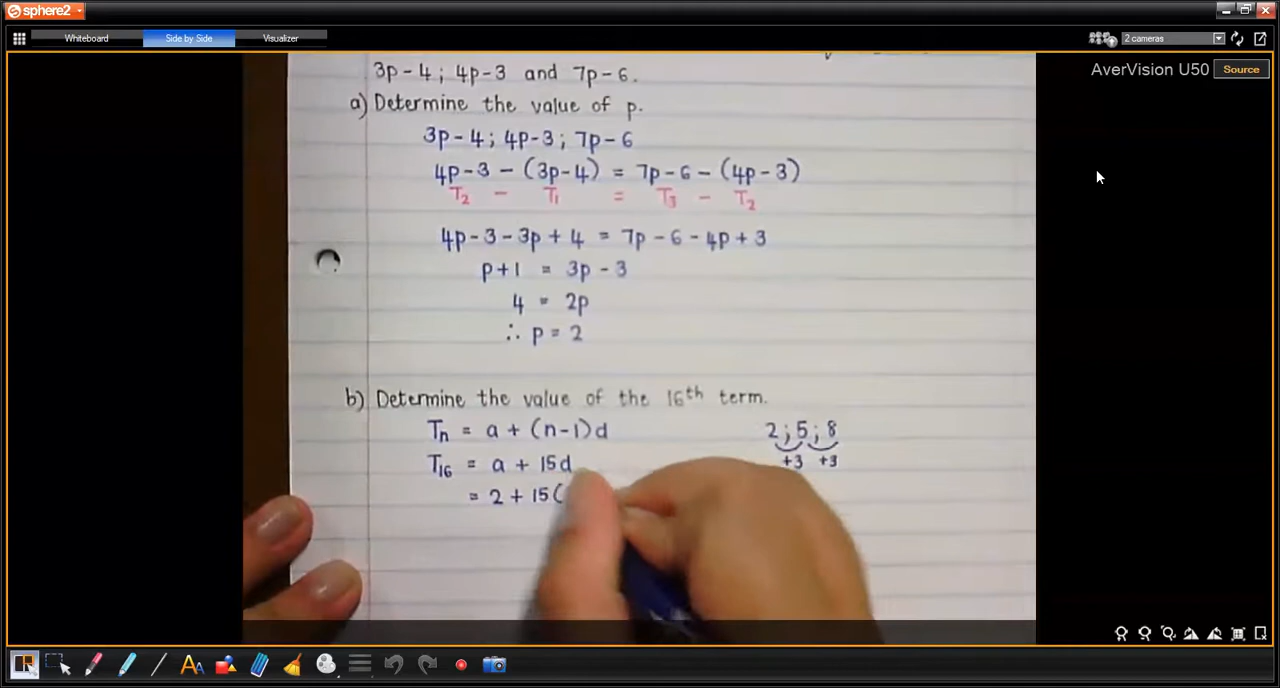 sphere2
Whiteboard Side by Side Visualizer 2 cameras
AverVision U50 Source
3p-4; 4p-3 and 7p-6.
a) Determine the value of p.
3p-4; 4p-3; 7p-6
4p-3 - (3p-4) = 7p-6 - (4p-3)
T₂ - T₁ = T₃ - T₂
4p-3-3p+4 = 7p-6-4p+3
p+1 = 3p-3
4 = 2p
∴ p = 2
b) Determine the value of the 16th term.
Tn = a + (n-1)d 2;5;8
T16 = a + 15d +3 +3
= 2 + 15(